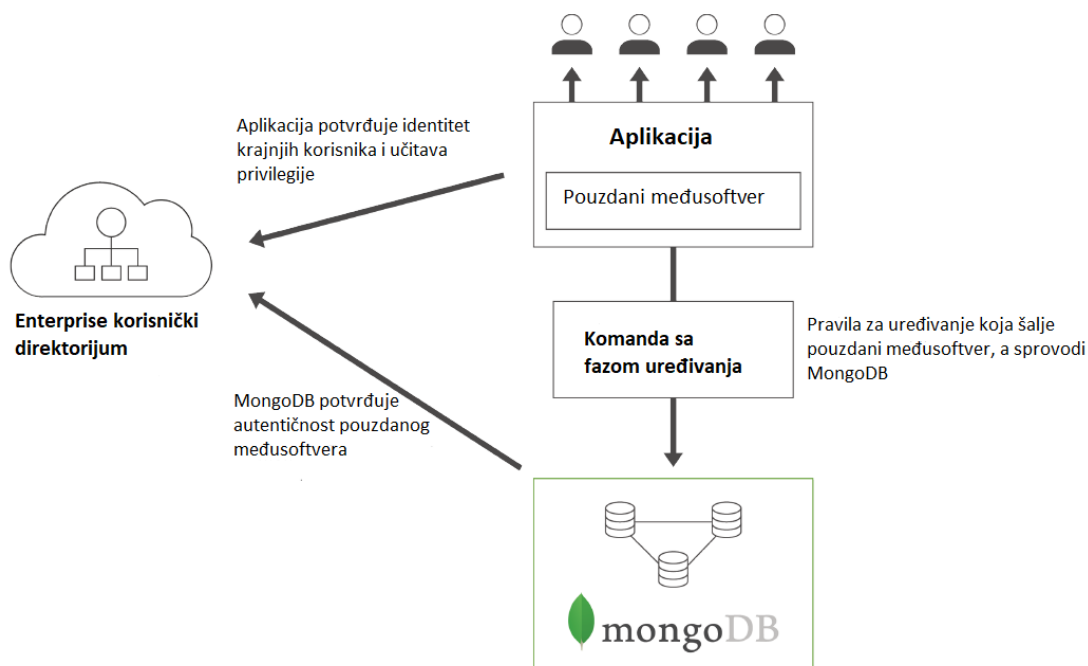 Aplikacija potvrđuje identitet
krajnjih korisnika i učitava
privilegije
Aplikacija
Pouzdani međusoftver
Enterprise korisnički
direktorijum
Komanda sa
fazom uređivanja
Pravila za uređivanje koja šalje
pouzdani međusoftver, a sprovodi
MongoDB
MongoDB potvrđuje
autentičnost pouzdanog
međusoftvera
mongoDB